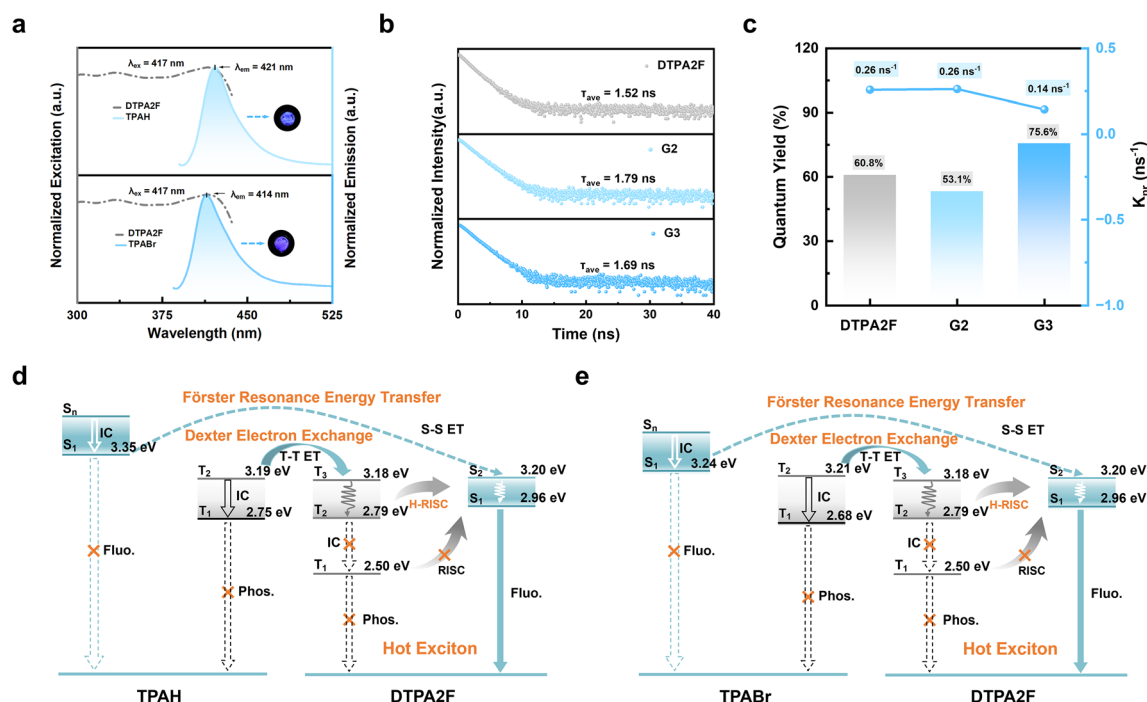 a
Normalized Excitation (a.u.)
λex = 417 nm
λem = 421 nm
DTPA2F
TPAH
λex = 417 nm
λem = 414 nm
DTPA2F
TPABr
300
375
450
525
Wavelength (nm)
Normalized Emission (a.u.)
b
Normalized Intensity(a.u.)
DTPA2F
τave = 1.52 ns
G2
τave = 1.79 ns
G3
τave = 1.69 ns
0
10
20
30
40
Time (ns)
c
Quantum Yield (%)
120
90
60
30
0
0.26 ns-1
0.26 ns-1
0.14 ns-1
60.8%
53.1%
75.6%
DTPA2F
G2
G3
0.5
0.0
−0.5
−1.0
Knr (ns-1)
d
Förster Resonance Energy Transfer
Sn
IC
S1
3.35 eV
Dexter Electron Exchange
S-S ET
T-T ET
T2
3.19 eV
IC
T1
2.75 eV
T3
3.18 eV
T2
2.79 eV
H-RISC
S2
3.20 eV
S1
2.96 eV
IC
RISC
T1
2.50 eV
Fluo.
Phos.
Phos.
Fluo.
Hot Exciton
TPAH
DTPA2F
e
Förster Resonance Energy Transfer
Sn
IC
S1
3.24 eV
Dexter Electron Exchange
S-S ET
T-T ET
T2
3.21 eV
IC
T1
2.68 eV
T3
3.18 eV
T2
2.79 eV
H-RISC
S2
3.20 eV
S1
2.96 eV
IC
RISC
T1
2.50 eV
Fluo.
Phos.
Phos.
Fluo.
Hot Exciton
TPABr
DTPA2F